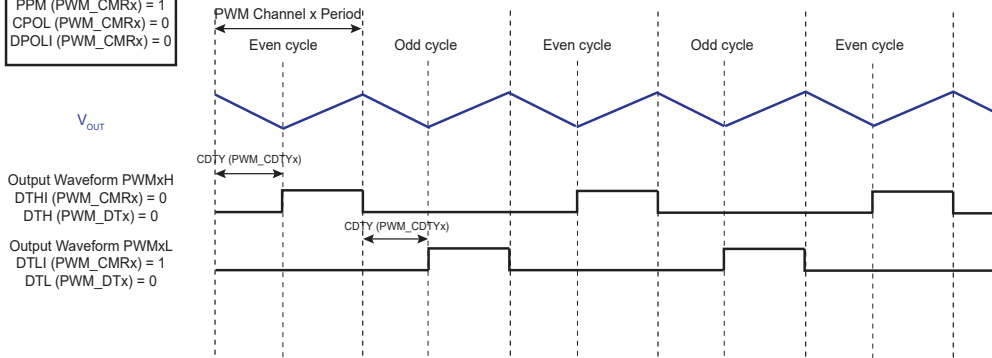 PPM (PWM_CMRx) = 1
CPOL (PWM_CMRx) = 0
DPOLI (PWM_CMRx) = 0
PWM Channel x Period
Even cycle
Odd cycle
Even cycle
Odd cycle
Even cycle
VOUT
CDTY (PWM_CDTYx)
Output Waveform PWMxH
DTHI (PWM_CMRx) = 0
DTH (PWM_DTx) = 0
CDTY (PWM_CDTYx)
Output Waveform PWMxL
DTLI (PWM_CMRx) = 1
DTL (PWM_DTx) = 0